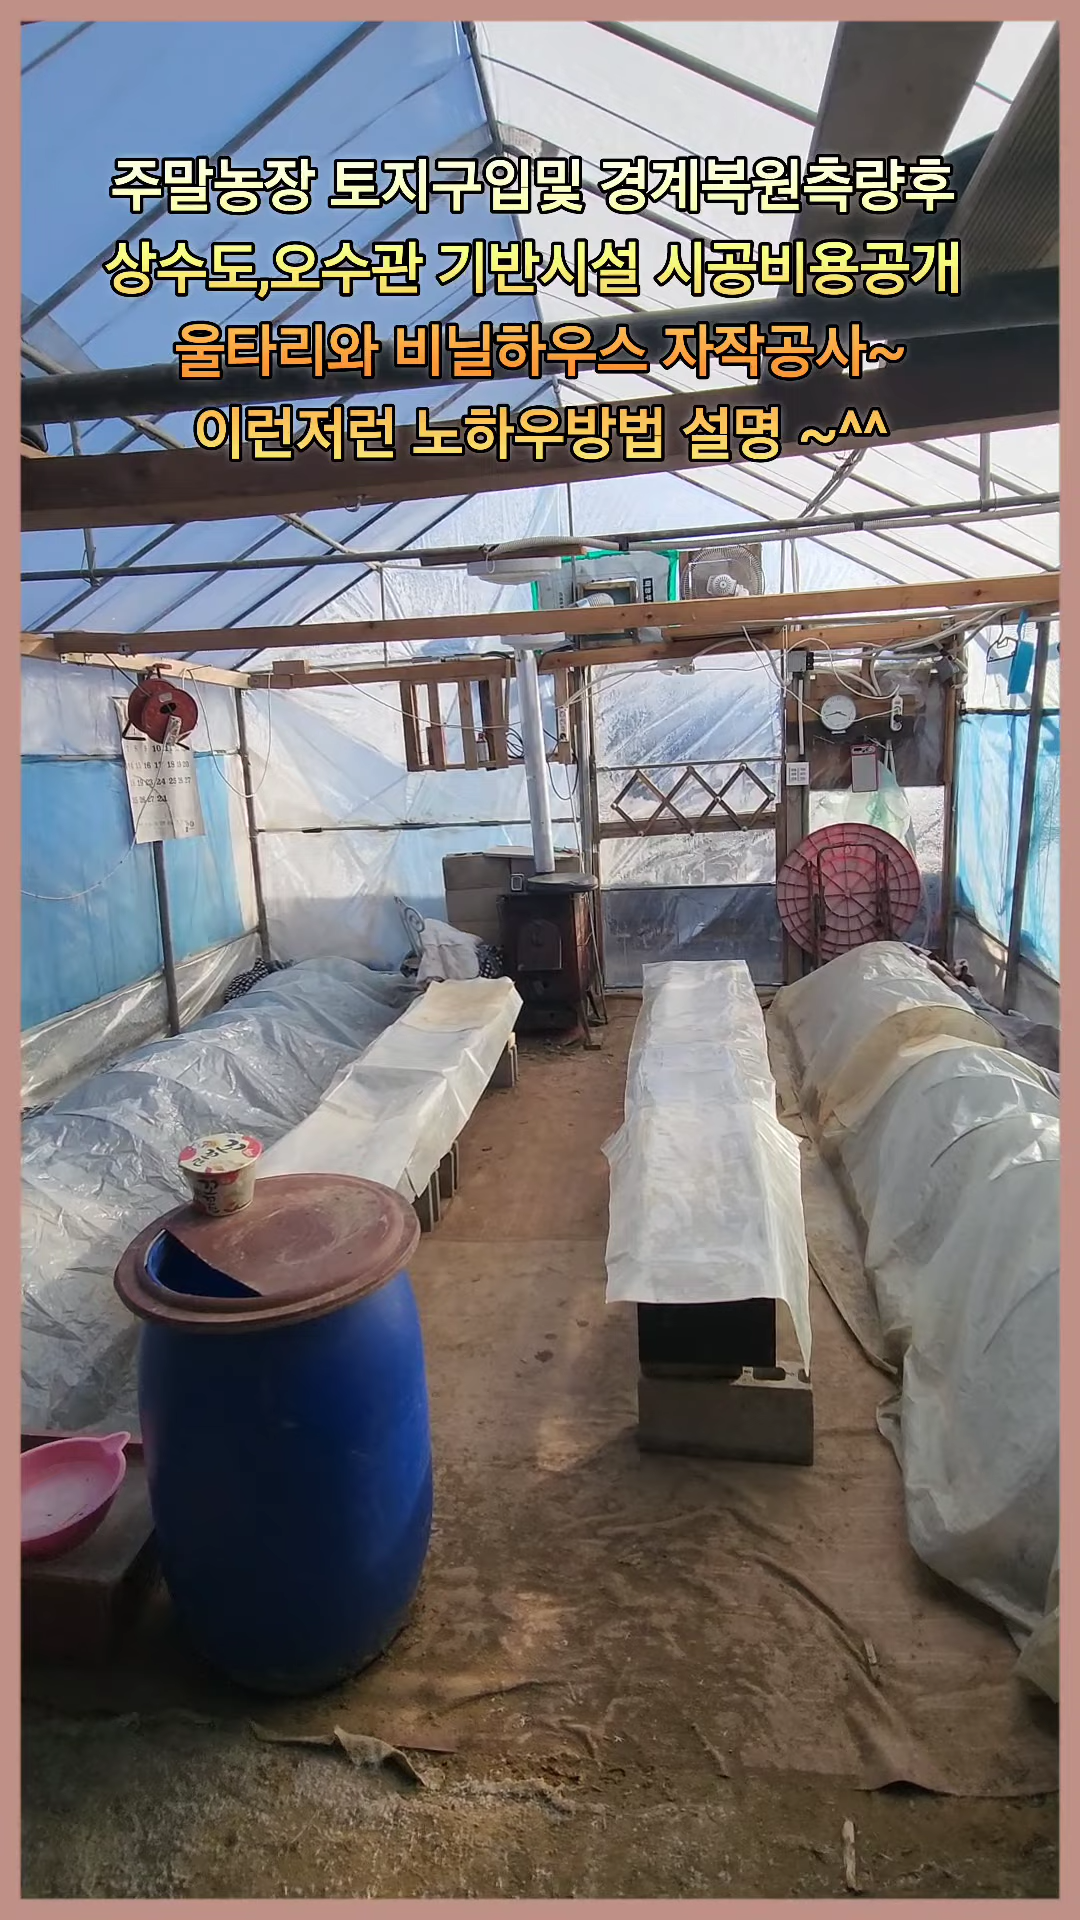 주말농장 토지구입및 경계복원측량후
상수도,오수관 기반시설 시공비용공개
울타리와 비닐하우스 자작공사~
이런저런 노하우방법 설명 ~^^